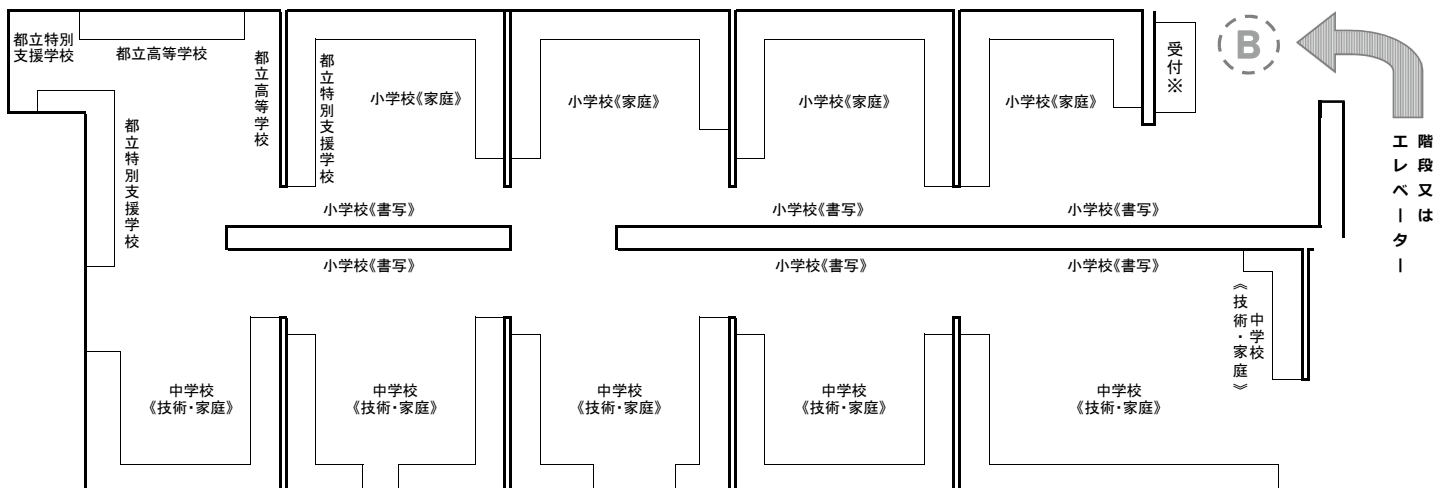 都立特別
支援学校
都立高等学校
都立高等学校
都立特別支援学校
小学校《家庭》
小学校《家庭》
小学校《家庭》
小学校《家庭》
受付※
B
階段又は
エレベーター
都立特別支援学校
小学校《書写》
小学校《書写》
小学校《書写》
小学校《書写》
小学校《書写》
小学校《書写》
中学校
《技術・家庭》
中学校
《技術・家庭》
中学校
《技術・家庭》
中学校
《技術・家庭》
中学校
《技術・家庭》
中学校
《技術・家庭》